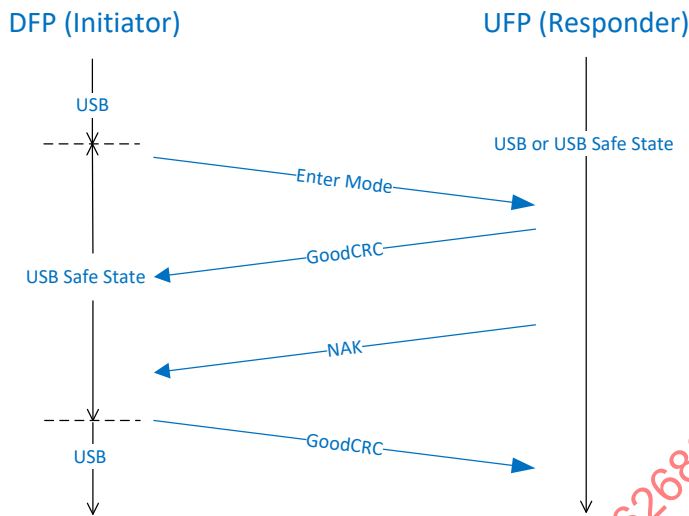 DFP (Initiator)
UFP (Responder)
USB
USB or USB Safe State
Enter Mode
GoodCRC
USB Safe State
NAK
GoodCRC
USB